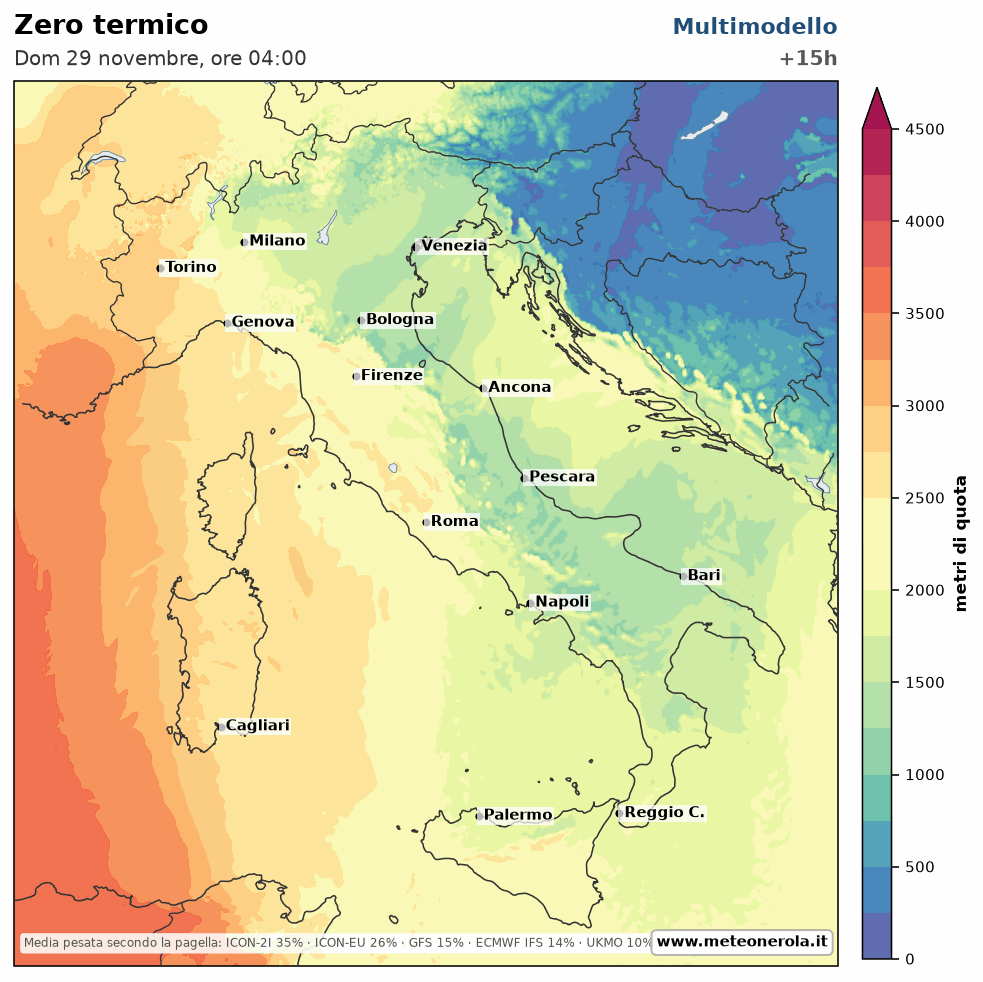 Zero termico
Multimodello
Dom 29 novembre, ore 04:00
+15h
4500
4000
3500
3000
2500
2000
1500
1000
500
0
metri di quota
Milano
Venezia
Torino
Genova
Bologna
Firenze
Ancona
Pescara
Roma
Bari
Napoli
Cagliari
Palermo
Reggio C.
Media pesata secondo la pagella: ICON-2I 35% · ICON-EU 26% · GFS 15% · ECMWF IFS 14% · UKMO 10%
www.meteonerola.it